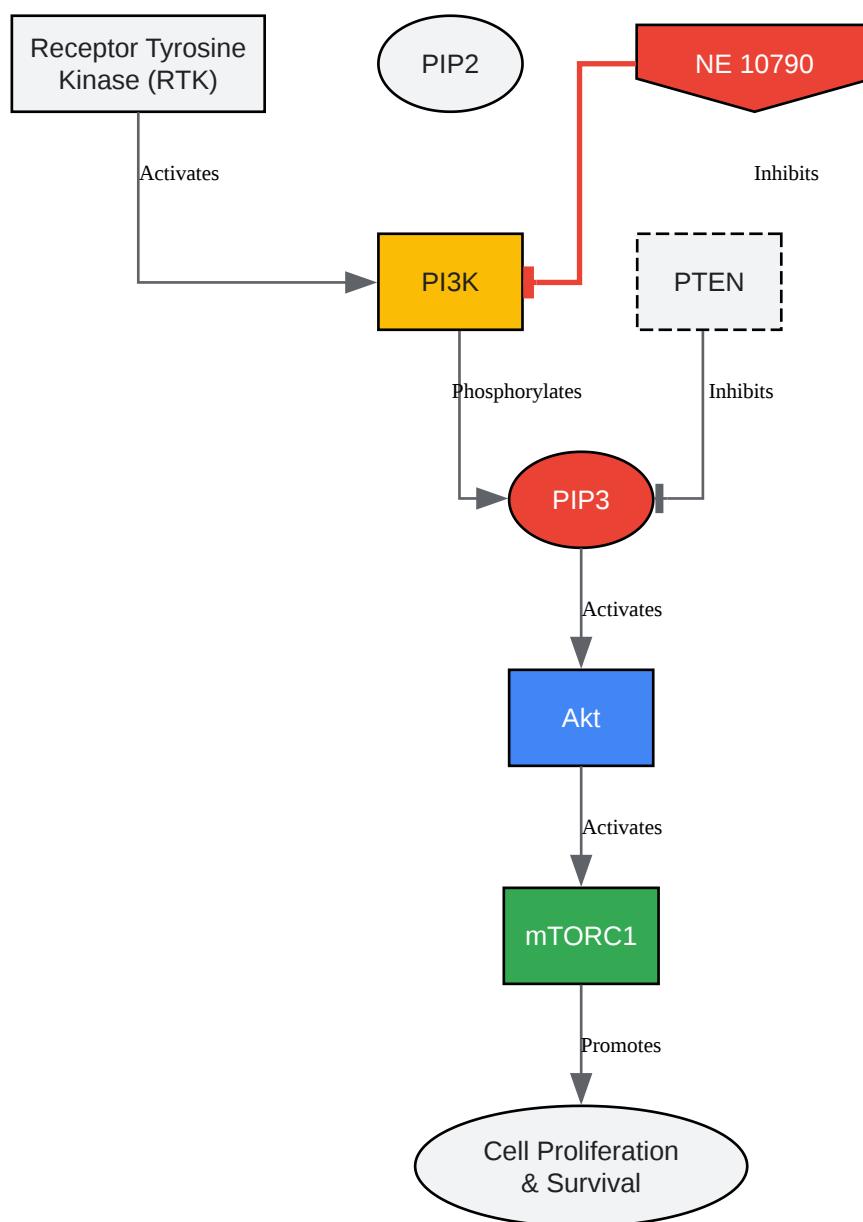 Receptor Tyrosine
Kinase (RTK)
PIP2
NE 10790
Activates
Inhibits
PI3K
PTEN
Phosphorylates
Inhibits
PIP3
Activates
Akt
Activates
mTORC1
Promotes
Cell Proliferation
& Survival